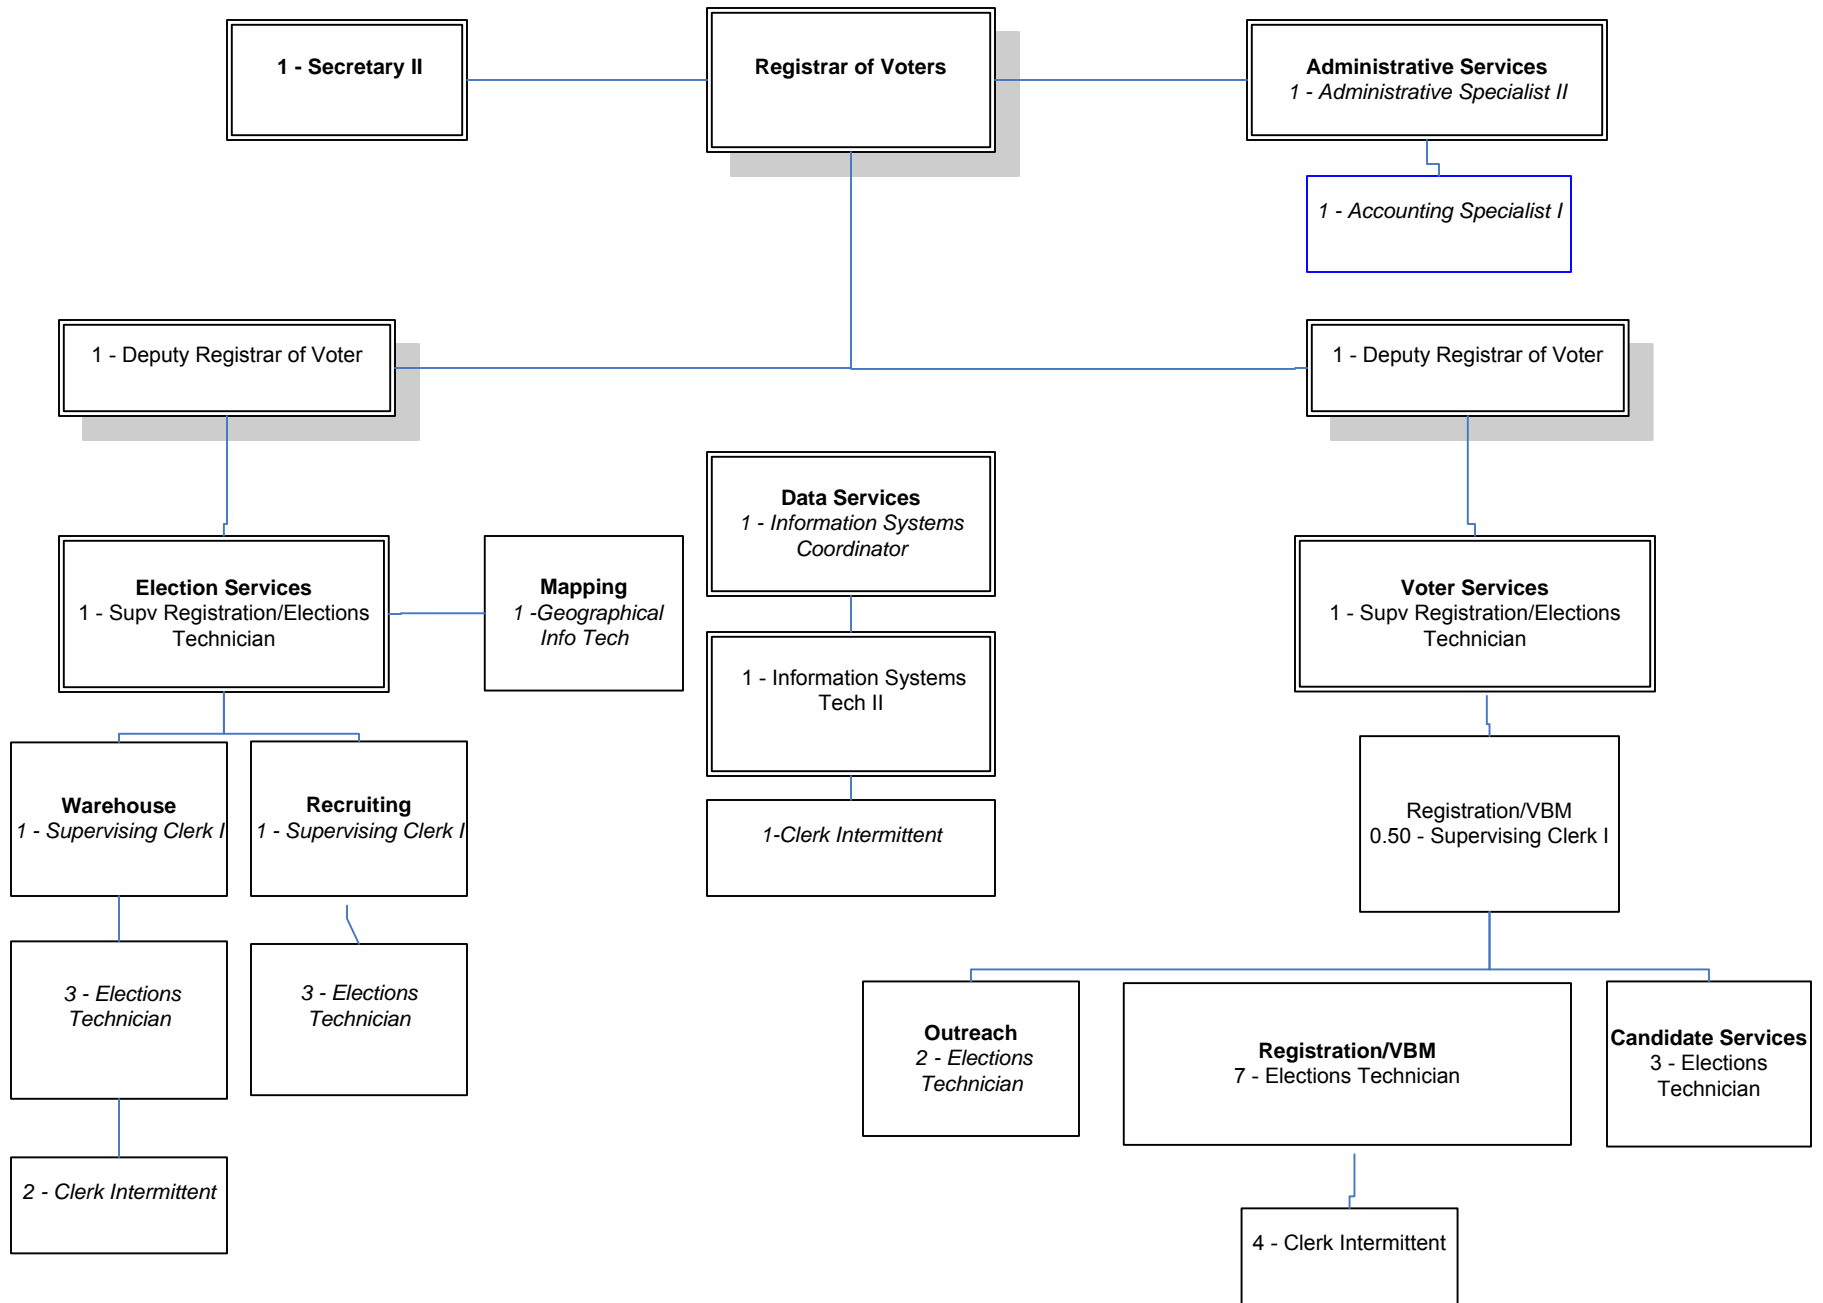 1 - Secretary II
Registrar of Voters
Administrative Services
1 - Administrative Specialist II
1 - Accounting Specialist I
1 - Deputy Registrar of Voter
1 - Deputy Registrar of Voter
Data Services
1 - Information Systems
Coordinator
Election Services
1 - Supv Registration/Elections
Technician
Mapping
1 -Geographical
Info Tech
Voter Services
1 - Supv Registration/Elections
Technician
1 - Information Systems
Tech II
Warehouse
1 - Supervising Clerk I
Recruiting
1 - Supervising Clerk I
1-Clerk Intermittent
Registration/VBM
0.50 - Supervising Clerk I
3 - Elections
Technician
3 - Elections
Technician
Outreach
2 - Elections
Technician
Registration/VBM
7 - Elections Technician
Candidate Services
3 - Elections
Technician
2 - Clerk Intermittent
4 - Clerk Intermittent